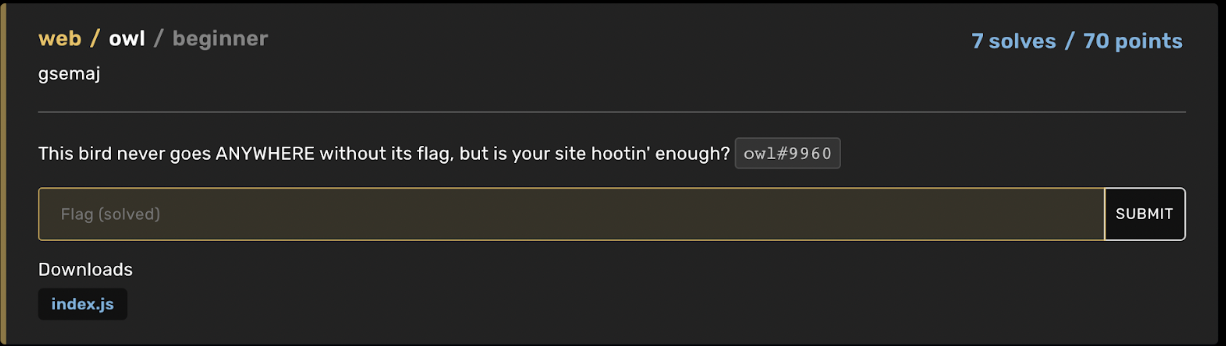 web / owl / beginner
7 solves / 70 points
gsemaj
This bird never goes ANYWHERE without its flag, but is your site hootin' enough? owl#9960
Flag (solved)
SUBMIT
Downloads
index.js